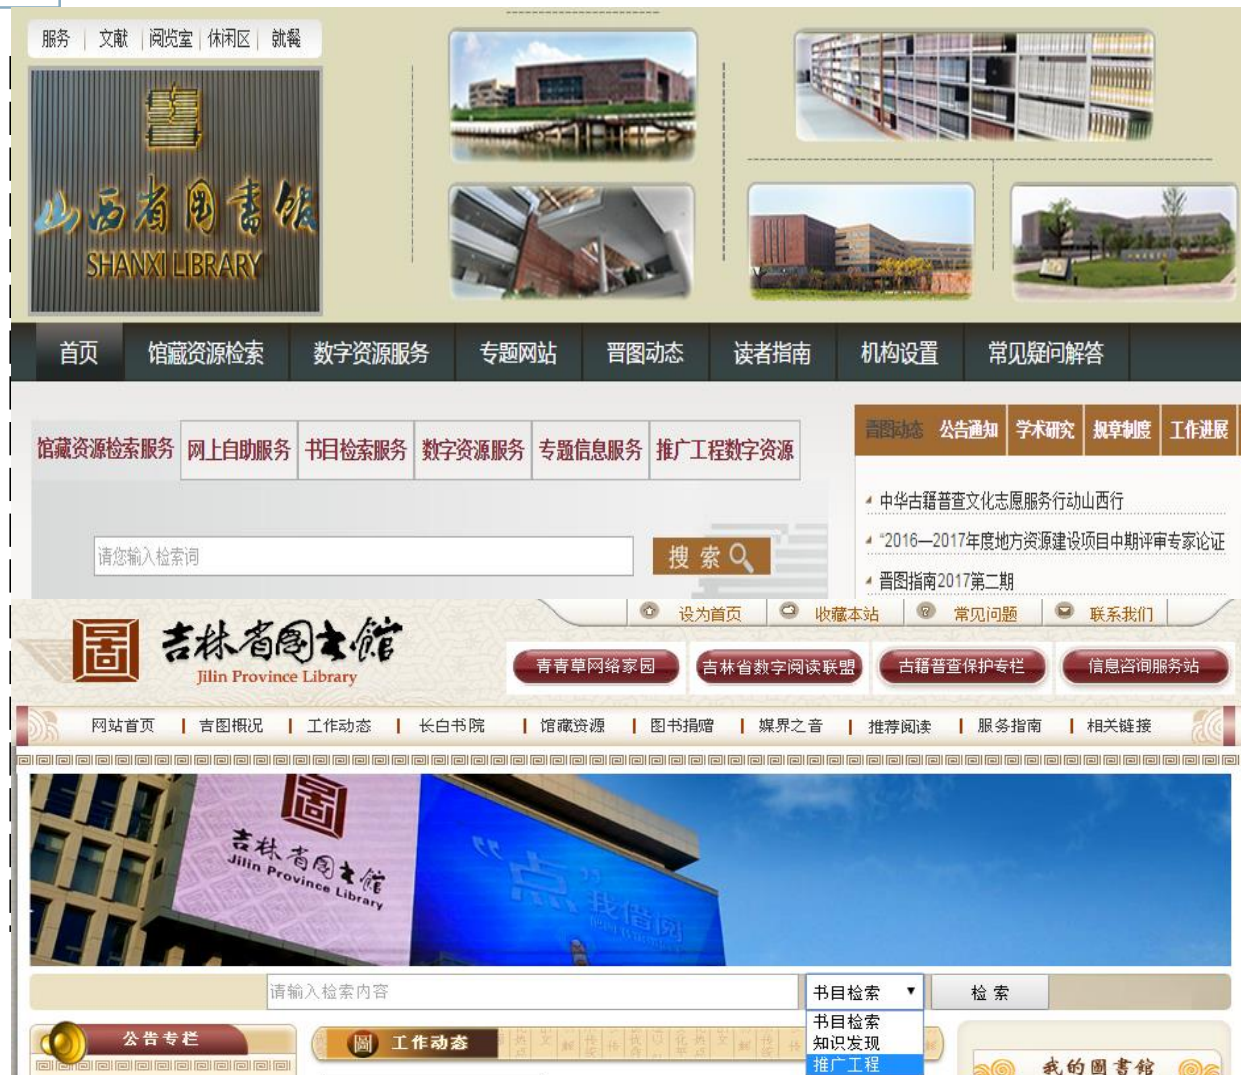 服务 文献 阅览室 休闲区 就餐
山西省图书馆
SHANXI LIBRARY
首页 馆藏资源检索 数字资源服务 专题网站 晋图动态 读者指南 机构设置 常见疑问解答
馆藏资源检索服务 网上自助服务 书目检索服务 数字资源服务 专题信息服务 推广工程数字资源
晋图动态 公告通知 学术研究 规章制度 工作进展
请您输入检索词 搜索
中华古籍普查文化志愿服务行动山西行
“2016—2017年度地方资源建设项目中期评审专家论证
晋图指南2017第二期
设为首页 收藏本站 常见问题 联系我们
吉林省图書館
Jilin Province Library
青青草网络家园 吉林省数字阅读联盟 古籍普查保护专栏 信息咨询服务站
网站首页 吉图概况 工作动态 长白书院 馆藏资源 图书捐赠 媒界之音 推荐阅读 服务指南 相关链接
吉林省图書館
Jilin Province Library
“点”
我借阅
请输入检索内容 书目检索 检 索
书目检索
知识发现
推广工程
公告专栏
圖 工作动态
我的圖書館